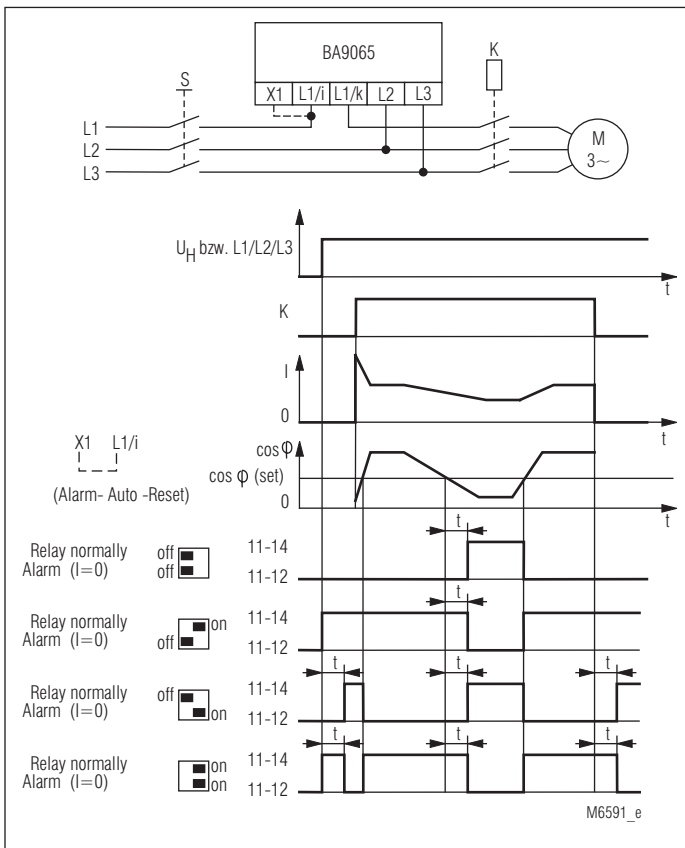 BA9065
X1 L1/i L1/k L2 L3
S
K
L1
L2
L3
M
3~
U_H bzw. L1/L2/L3
t
K
I
0
t
X1 L1/i
(Alarm- Auto -Reset)
cos φ
cos φ (set)
0
t
Relay normally
Alarm (I=0)
off
off
11-14
11-12
t
Relay normally
Alarm (I=0)
on
off
11-14
11-12
t
Relay normally
Alarm (I=0)
off
on
11-14
11-12
t
t
t
Relay normally
Alarm (I=0)
on
on
11-14
11-12
t
t
t
M6591_e